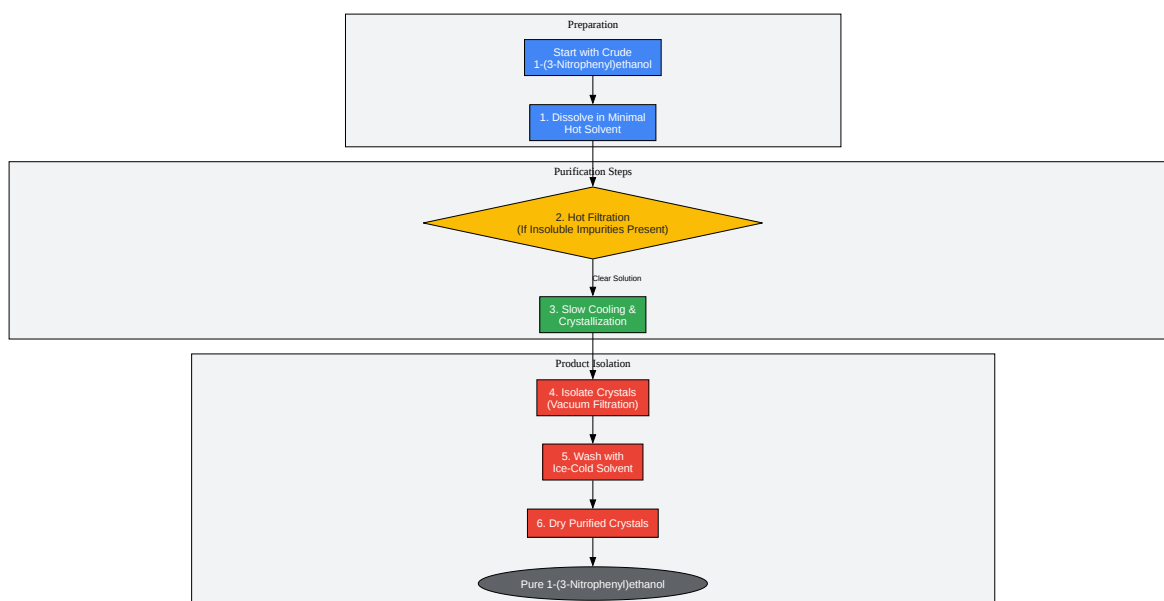 Preparation
Start with Crude
1-(3-Nitrophenyl)ethanol
1. Dissolve in Minimal
Hot Solvent
Purification Steps
2. Hot Filtration
(If Insoluble Impurities Present)
Clear Solution
3. Slow Cooling &
Crystallization
Product Isolation
4. Isolate Crystals
(Vacuum Filtration)
5. Wash with
Ice-Cold Solvent
6. Dry Purified Crystals
Pure 1-(3-Nitrophenyl)ethanol